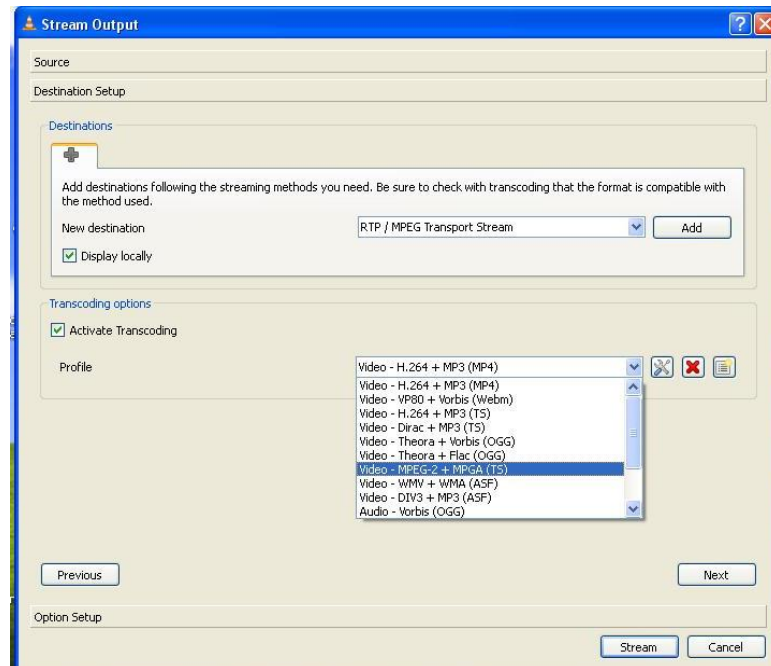 Stream Output
Source
Destination Setup
Destinations
Add destinations following the streaming methods you need. Be sure to check with transcoding that the format is compatible with
the method used.
New destination
RTP / MPEG Transport Stream
Add
Display locally
Transcoding options
Activate Transcoding
Profile
Video - H.264 + MP3 (MP4)
Video - H.264 + MP3 (MP4)
Video - VP80 + Vorbis (Webm)
Video - H.264 + MP3 (TS)
Video - Dirac + MP3 (TS)
Video - Theora + Vorbis (OGG)
Video - Theora + Flac (OGG)
Video - MPEG-2 + MPGA (TS)
Video - WMV + WMA (ASF)
Video - DIV3 + MP3 (ASF)
Audio - Vorbis (OGG)
Previous
Next
Option Setup
Stream
Cancel